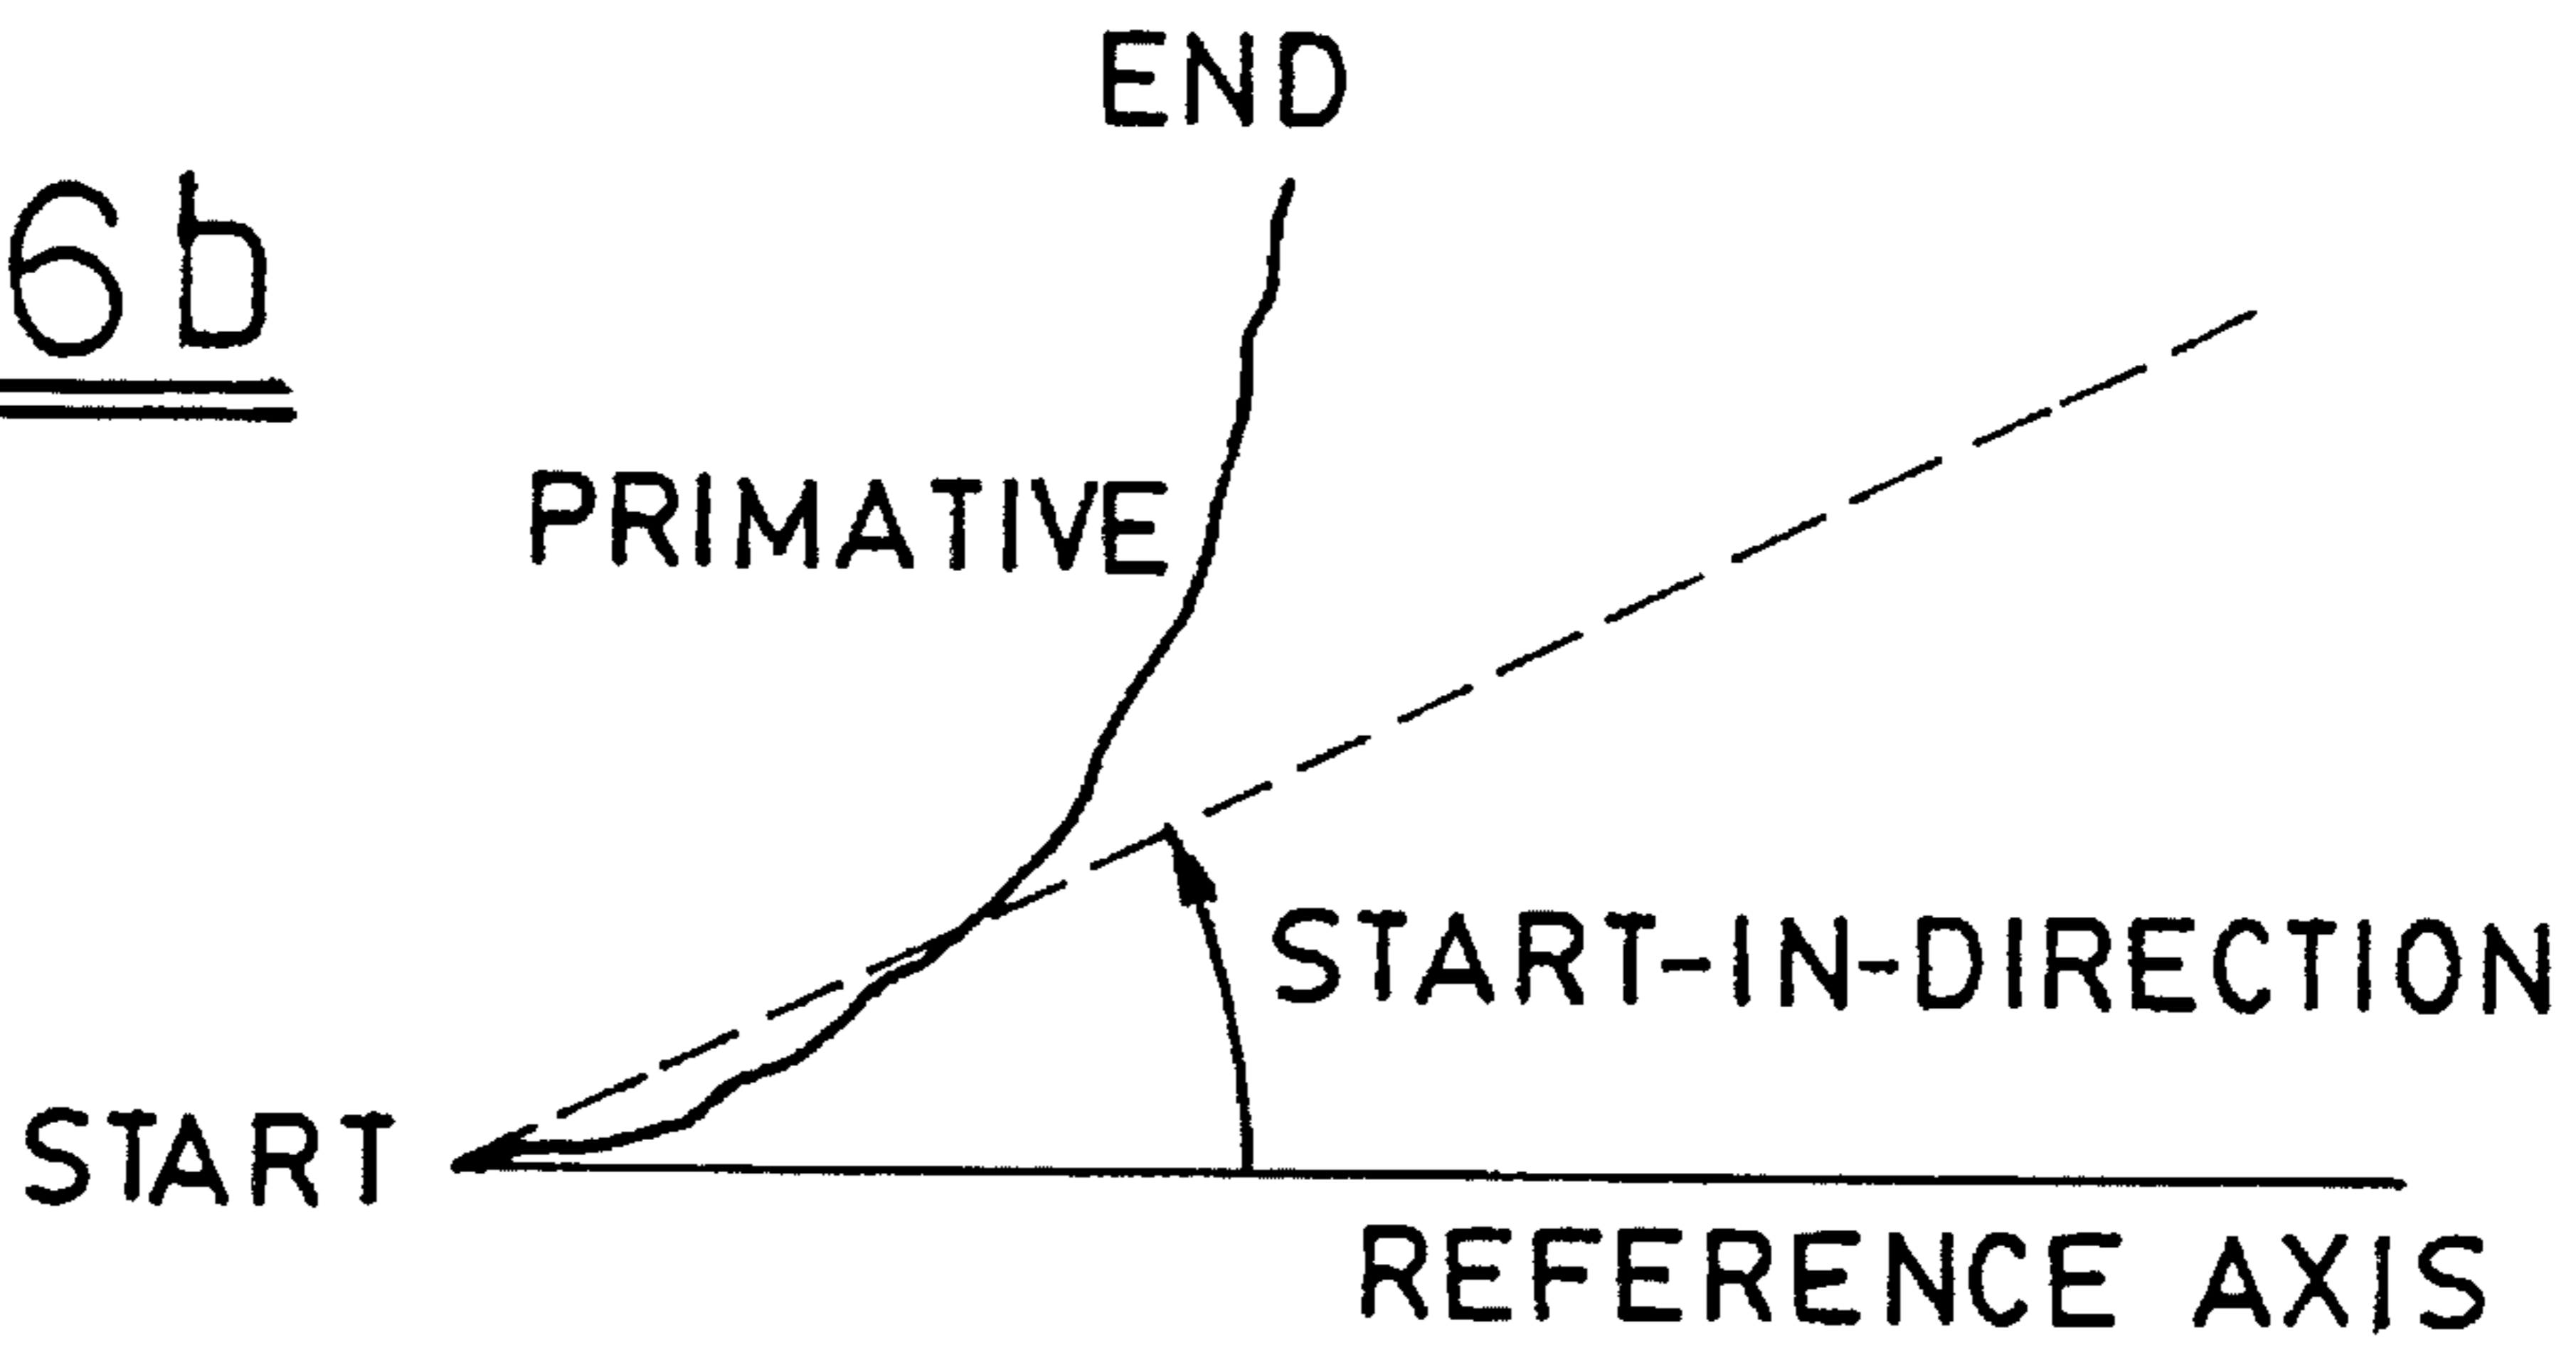 END
6b
PRIMATIVE
START-IN-DIRECTION
START
REFERENCE AXIS